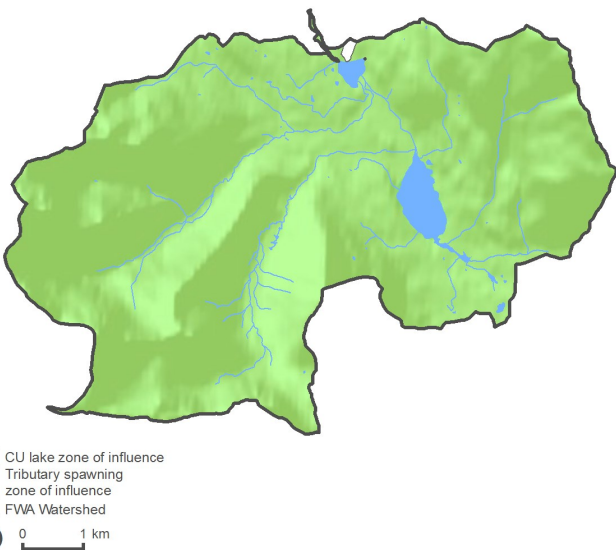 CU lake zone of influence
Tributary spawning
zone of influence
FWA Watershed
0 1 km